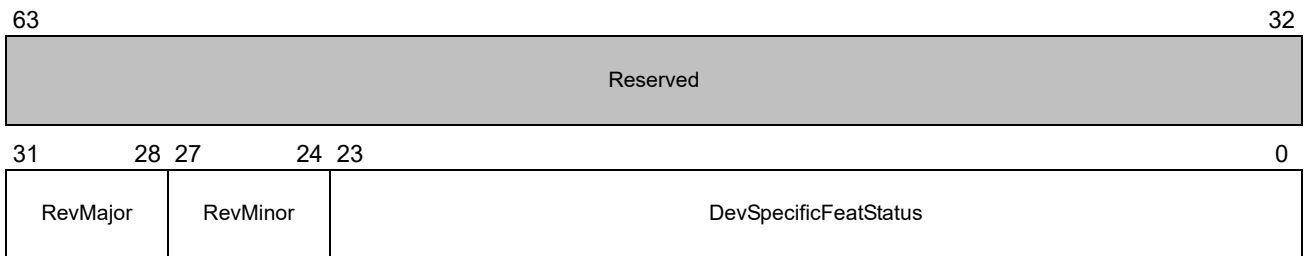 63 32
Reserved
31 28 27 24 23 0
RevMajor RevMinor DevSpecificFeatStatus